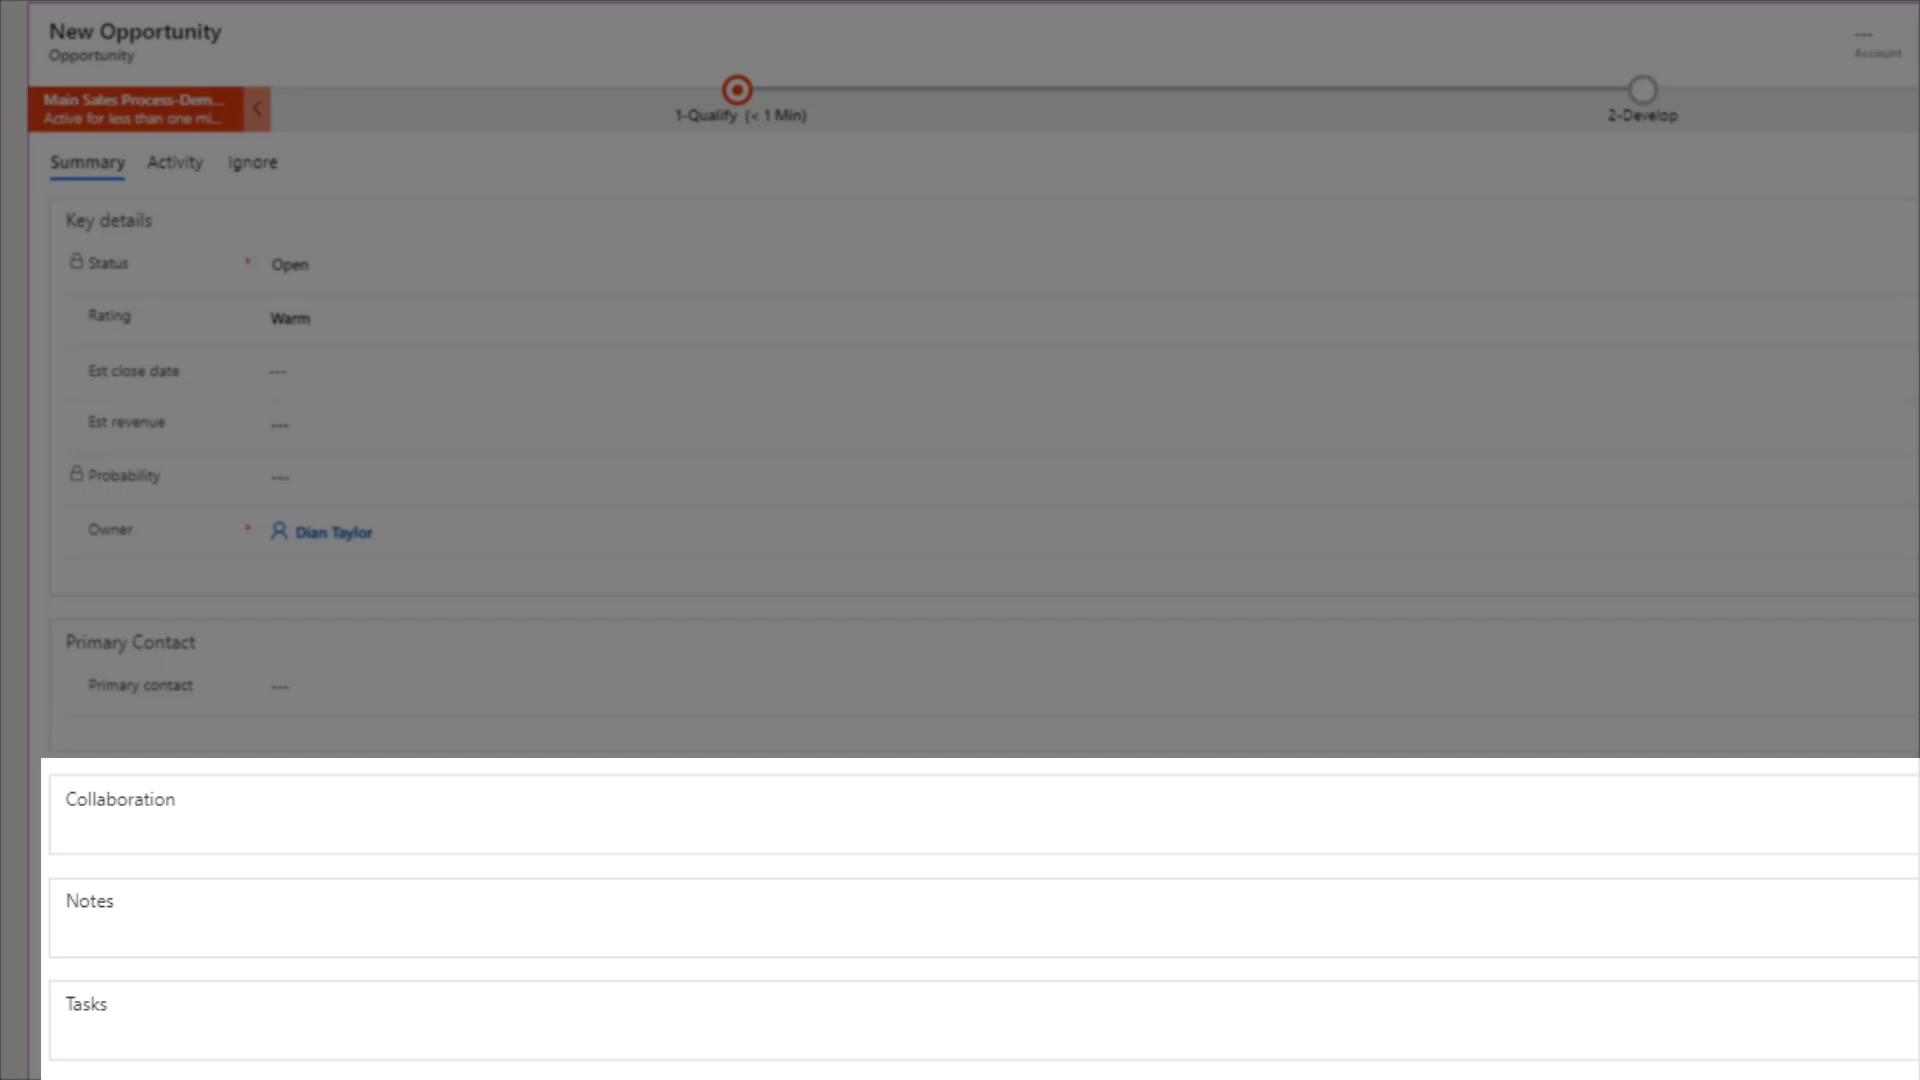 New Opportunity
Opportunity
---
Account
Main Sales Process-Dem...
Active for less than one mi...
1-Qualify (< 1 Min)
2-Develop
Summary Activity Ignore
Key details
Status * Open
Rating Warm
Est close date ---
Est revenue ---
Probability ---
Owner * Dian Taylor
Primary Contact
Primary contact ---
Collaboration
Notes
Tasks